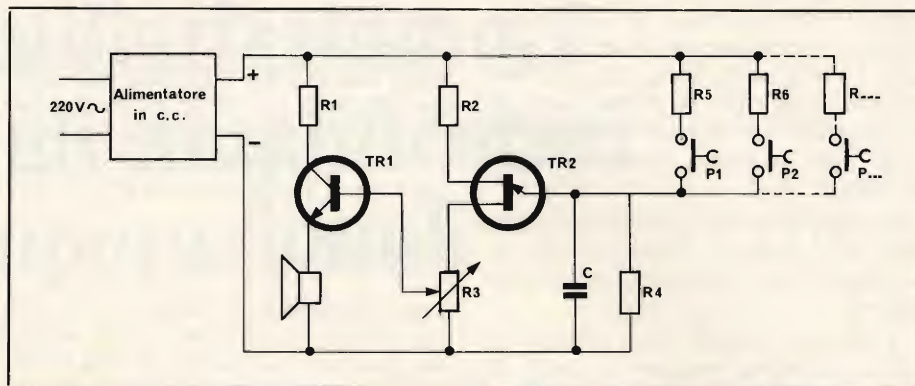 220V~
Alimentatore
in c.c.
+
−
R1
R2
R5
R6
R---
TR1
TR2
P1
P2
P---
R3
C
R4